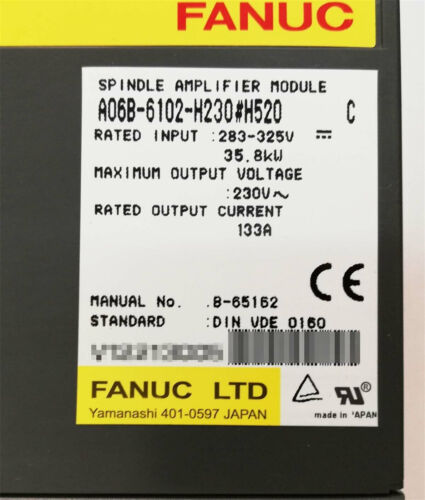 FANUC
SPINDLE AMPLIFIER MODULE
A06B-6102-H230#H520 C
RATED INPUT :283-325V ⎓
35.8kW
MAXIMUM OUTPUT VOLTAGE
:230V~
RATED OUTPUT CURRENT
133A
CE
MANUAL No. :B-65162
STANDARD :DIN VDE 0160
FANUC LTD
Yamanashi 401-0597 JAPAN
made in JAPAN